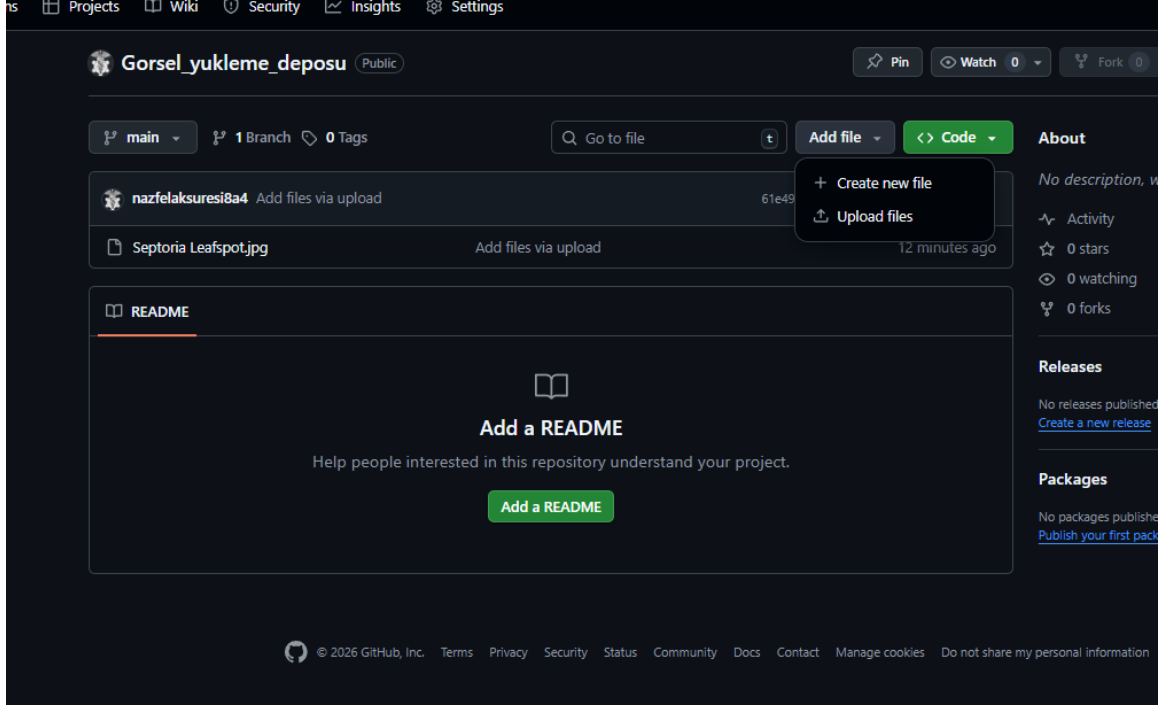 Projects Wiki Security Insights Settings
Gorsel_yukleme_deposu Public Pin Watch 0 Fork 0
main 1 Branch 0 Tags Go to file t Add file Code About
Create new file
Upload files
No description,
nazfelaksuresi8a4 Add files via upload 61e49
Activity
Septoria Leafspot.jpg Add files via upload 12 minutes ago
0 stars
0 watching
0 forks
README
Add a README
Help people interested in this repository understand your project.
Add a README
Releases
No releases published
Create a new release
Packages
No packages publishe
Publish your first pack
© 2026 GitHub, Inc. Terms Privacy Security Status Community Docs Contact Manage cookies Do not share my personal information